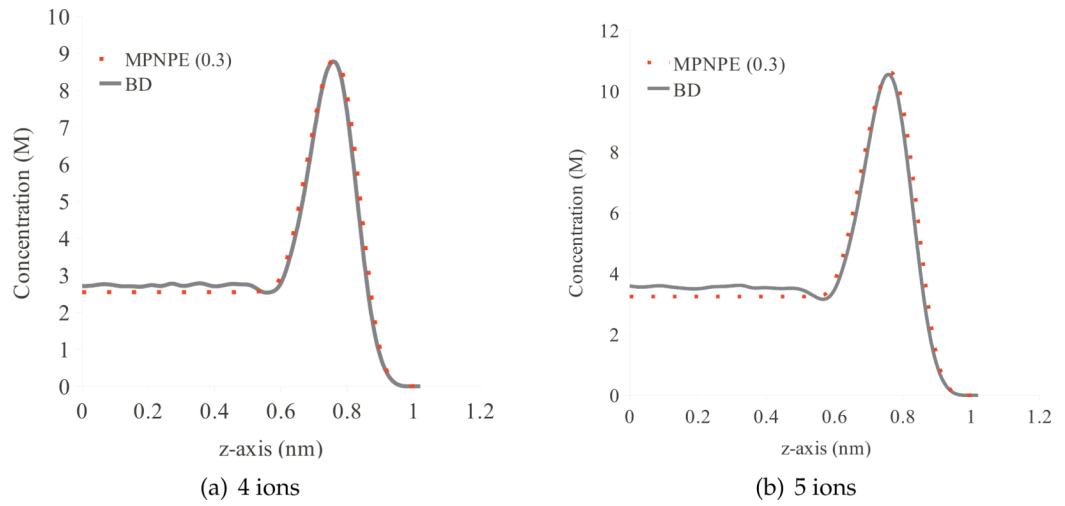 10
9
8
7
6
5
4
3
2
1
0
Concentration (M)
MPNPE (0.3)
BD
0 0.2 0.4 0.6 0.8 1 1.2
z-axis (nm)
(a) 4 ions
12
10
8
6
4
2
0
Concentration (M)
MPNPE (0.3)
BD
0 0.2 0.4 0.6 0.8 1 1.2
z-axis (nm)
(b) 5 ions